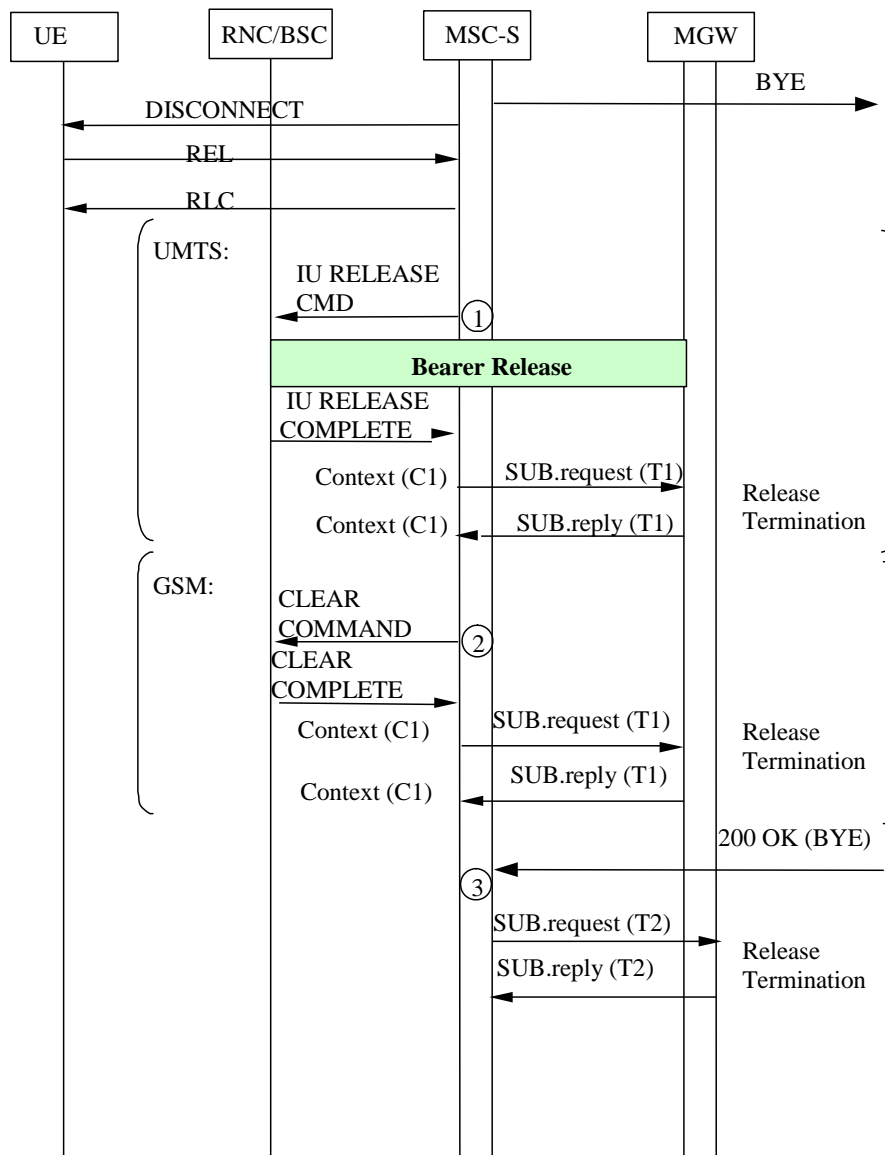 UE
RNC/BSC
MSC-S
MGW
BYE
DISCONNECT
REL
RLC
UMTS:
IU RELEASE
CMD
1
Bearer Release
IU RELEASE
COMPLETE
Context (C1)
SUB.request (T1)
Context (C1)
SUB.reply (T1)
Release
Termination
GSM:
CLEAR
COMMAND
2
CLEAR
COMPLETE
Context (C1)
SUB.request (T1)
Context (C1)
SUB.reply (T1)
Release
Termination
200 OK (BYE)
3
SUB.request (T2)
SUB.reply (T2)
Release
Termination